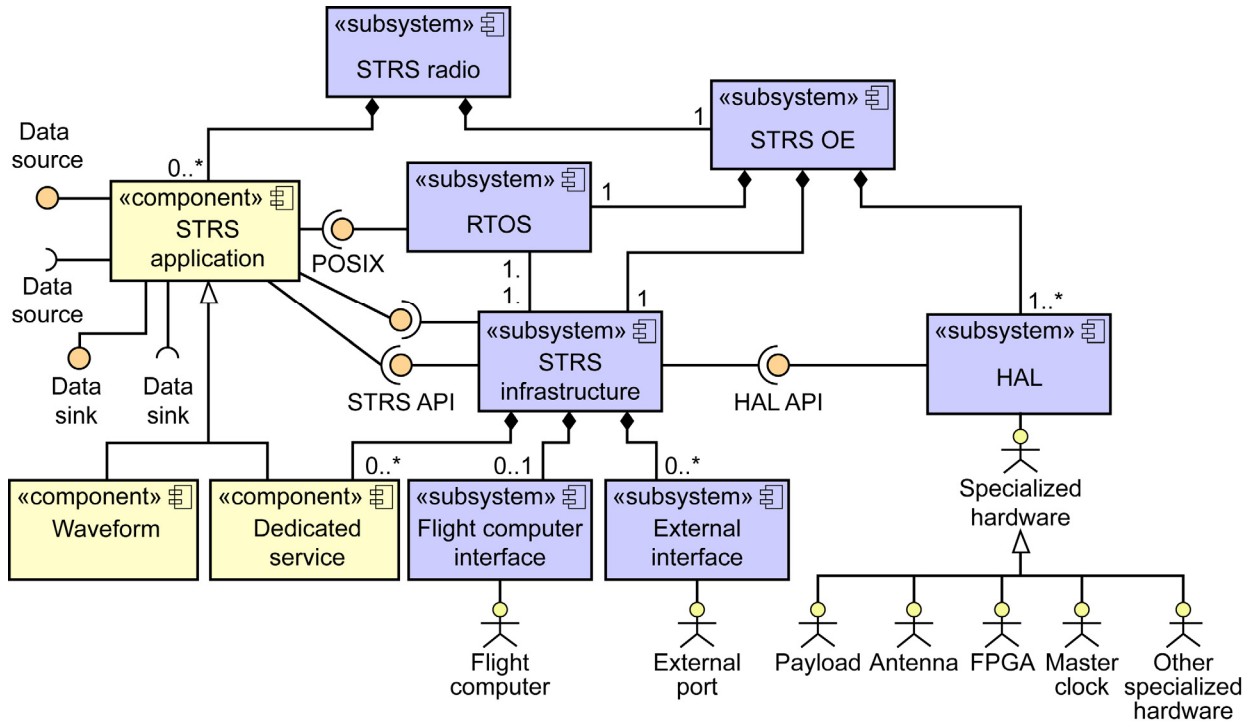 «subsystem»
STRS radio
«subsystem»
STRS OE
1
Data
source
0..*
«component»
STRS
application
«subsystem»
RTOS
1
POSIX
Data
source
1.
1.
1
1..*
«subsystem»
STRS
infrastructure
«subsystem»
HAL
Data
sink
Data
sink
STRS API
HAL API
0..*
0..1
0..*
«component»
Waveform
«component»
Dedicated
service
«subsystem»
Flight computer
interface
«subsystem»
External
interface
Specialized
hardware
Flight
computer
External
port
Payload
Antenna
FPGA
Master
clock
Other
specialized
hardware